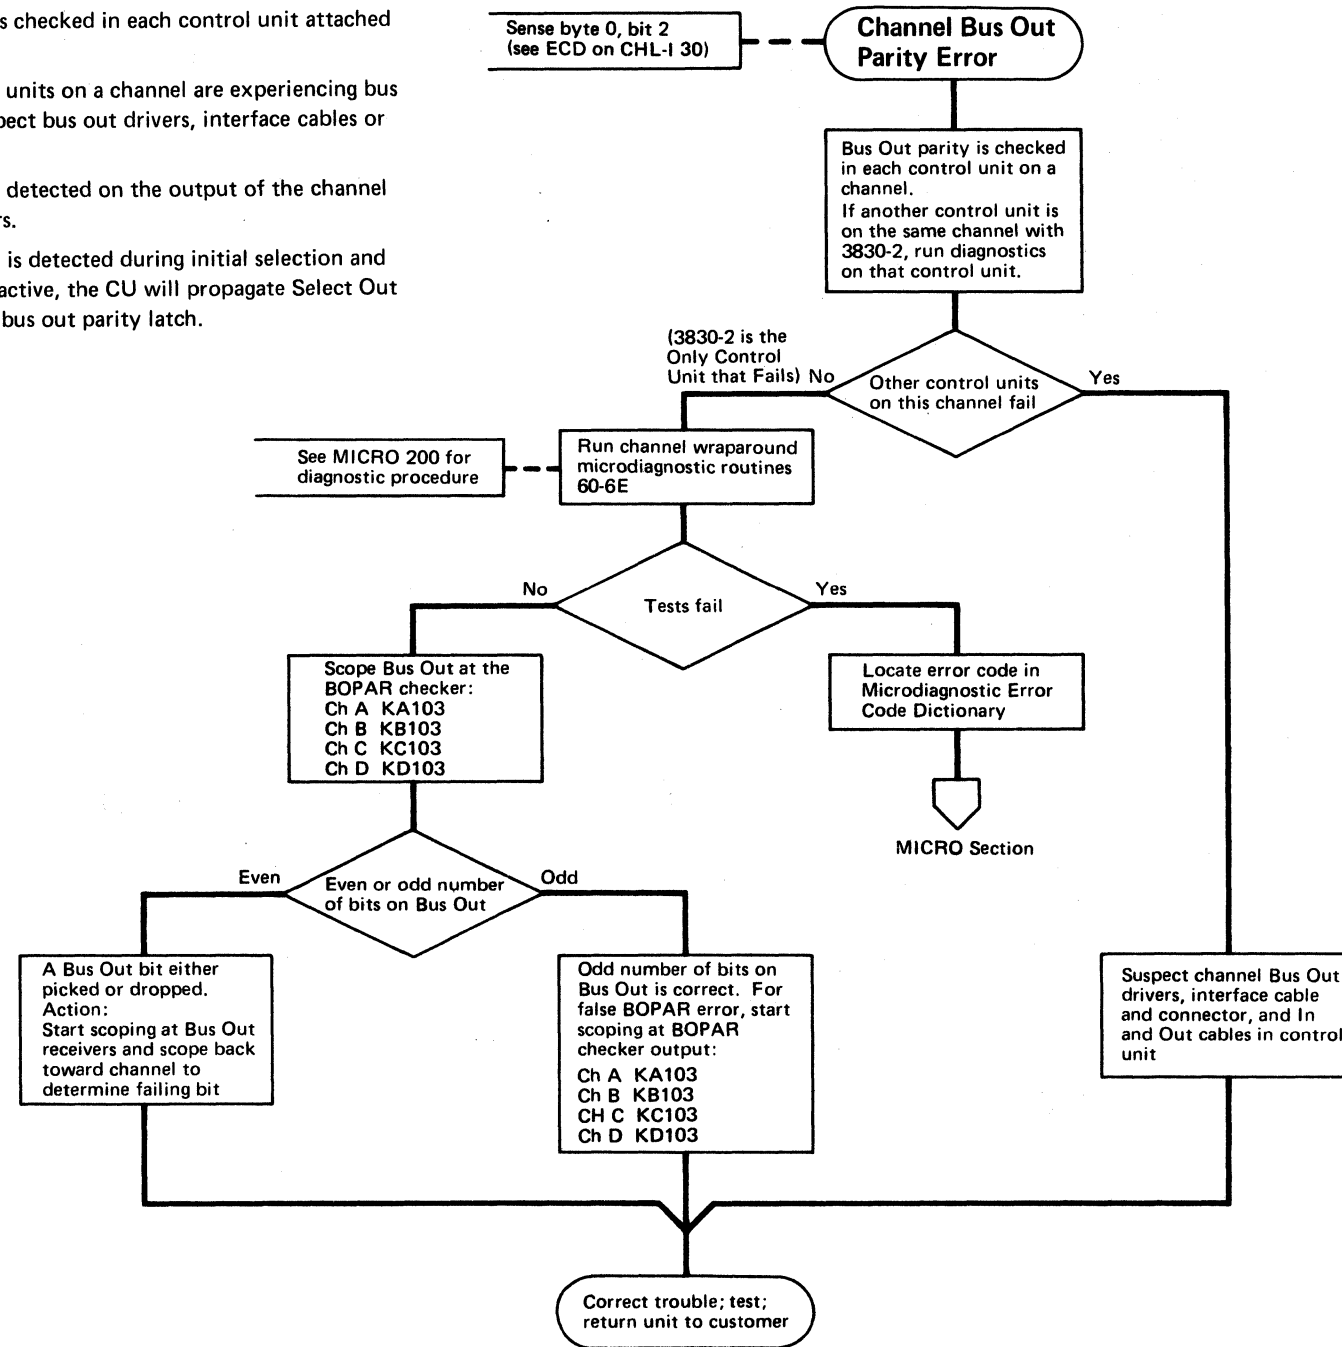 s checked in each control unit attached
units on a channel are experiencing bus
pect bus out drivers, interface cables or
detected on the output of the channel
rs.
is detected during initial selection and
active, the CU will propagate Select Out
bus out parity latch.
Sense byte 0, bit 2
(see ECD on CHL-I 30)
Channel Bus Out
Parity Error
Bus Out parity is checked
in each control unit on a
channel.
If another control unit is
on the same channel with
3830-2, run diagnostics
on that control unit.
(3830-2 is the
Only Control
Unit that Fails) No
Other control units
on this channel fail
Yes
See MICRO 200 for
diagnostic procedure
Run channel wraparound
microdiagnostic routines
60-6E
No
Tests fail
Yes
Scope Bus Out at the
BOPAR checker:
Ch A KA103
Ch B KB103
Ch C KC103
Ch D KD103
Locate error code in
Microdiagnostic Error
Code Dictionary
MICRO Section
Even
Even or odd number
of bits on Bus Out
Odd
A Bus Out bit either
picked or dropped.
Action:
Start scoping at Bus Out
receivers and scope back
toward channel to
determine failing bit
Odd number of bits on
Bus Out is correct. For
false BOPAR error, start
scoping at BOPAR
checker output:
Ch A KA103
Ch B KB103
CH C KC103
Ch D KD103
Suspect channel Bus Out
drivers, interface cable
and connector, and In
and Out cables in control
unit
Correct trouble; test;
return unit to customer